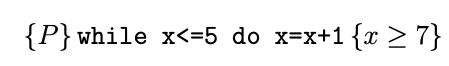 {P} while x<=5 do x=x+1 {x ≥ 7}